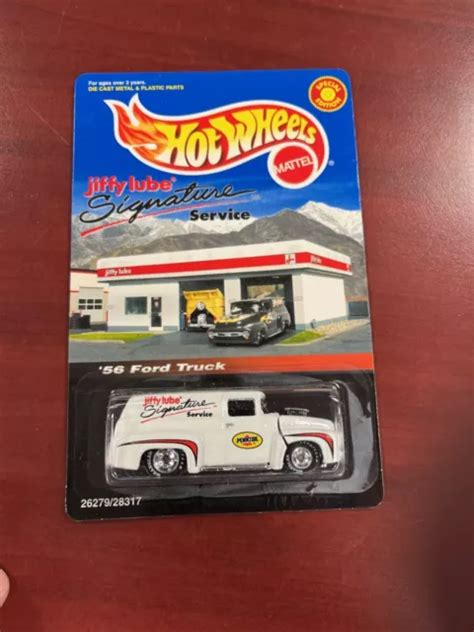 For ages over 3 years.
DIE CAST METAL & PLASTIC PARTS
SPECIAL EDITION
HOT WHEELS
MATTEL
jiffy lube
Signature
Service
jiffy lube
'56 Ford Truck
jiffy lube
Signature
Service
PENNZOIL
26279/28317